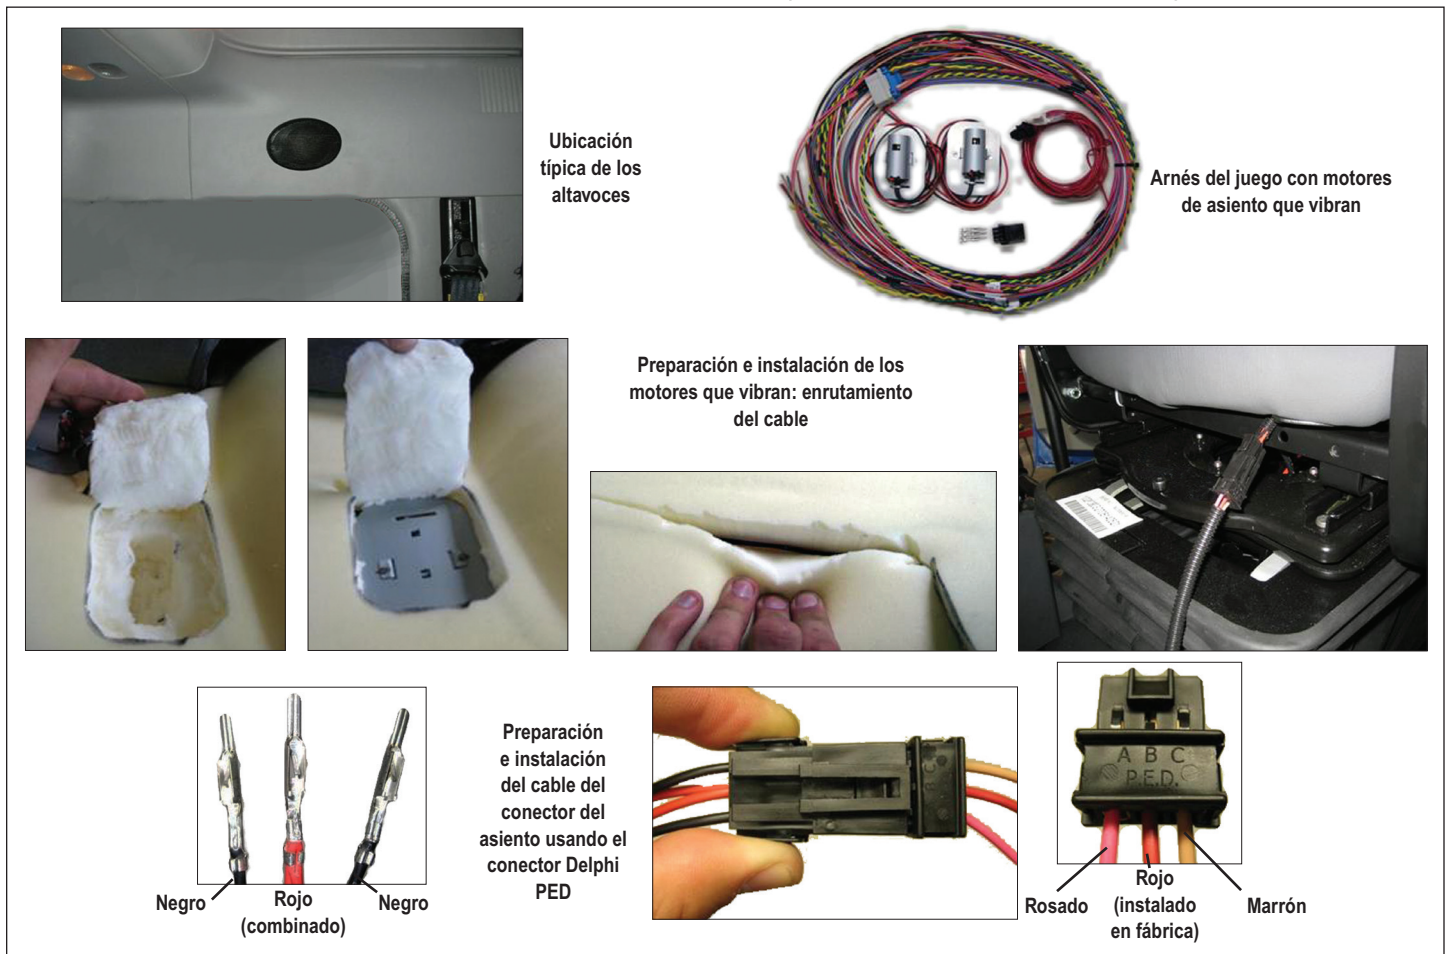 Ubicación
típica de los
altavoces
Arnés del juego con motores
de asiento que vibran
Preparación e instalación de los
motores que vibran: enrutamiento
del cable
Preparación
e instalación
del cable del
conector del
asiento usando el
conector Delphi
PED
Negro
Rojo
(combinado)
Negro
A B C
P.E.D.
Rosado
Rojo
(instalado
en fábrica)
Marrón